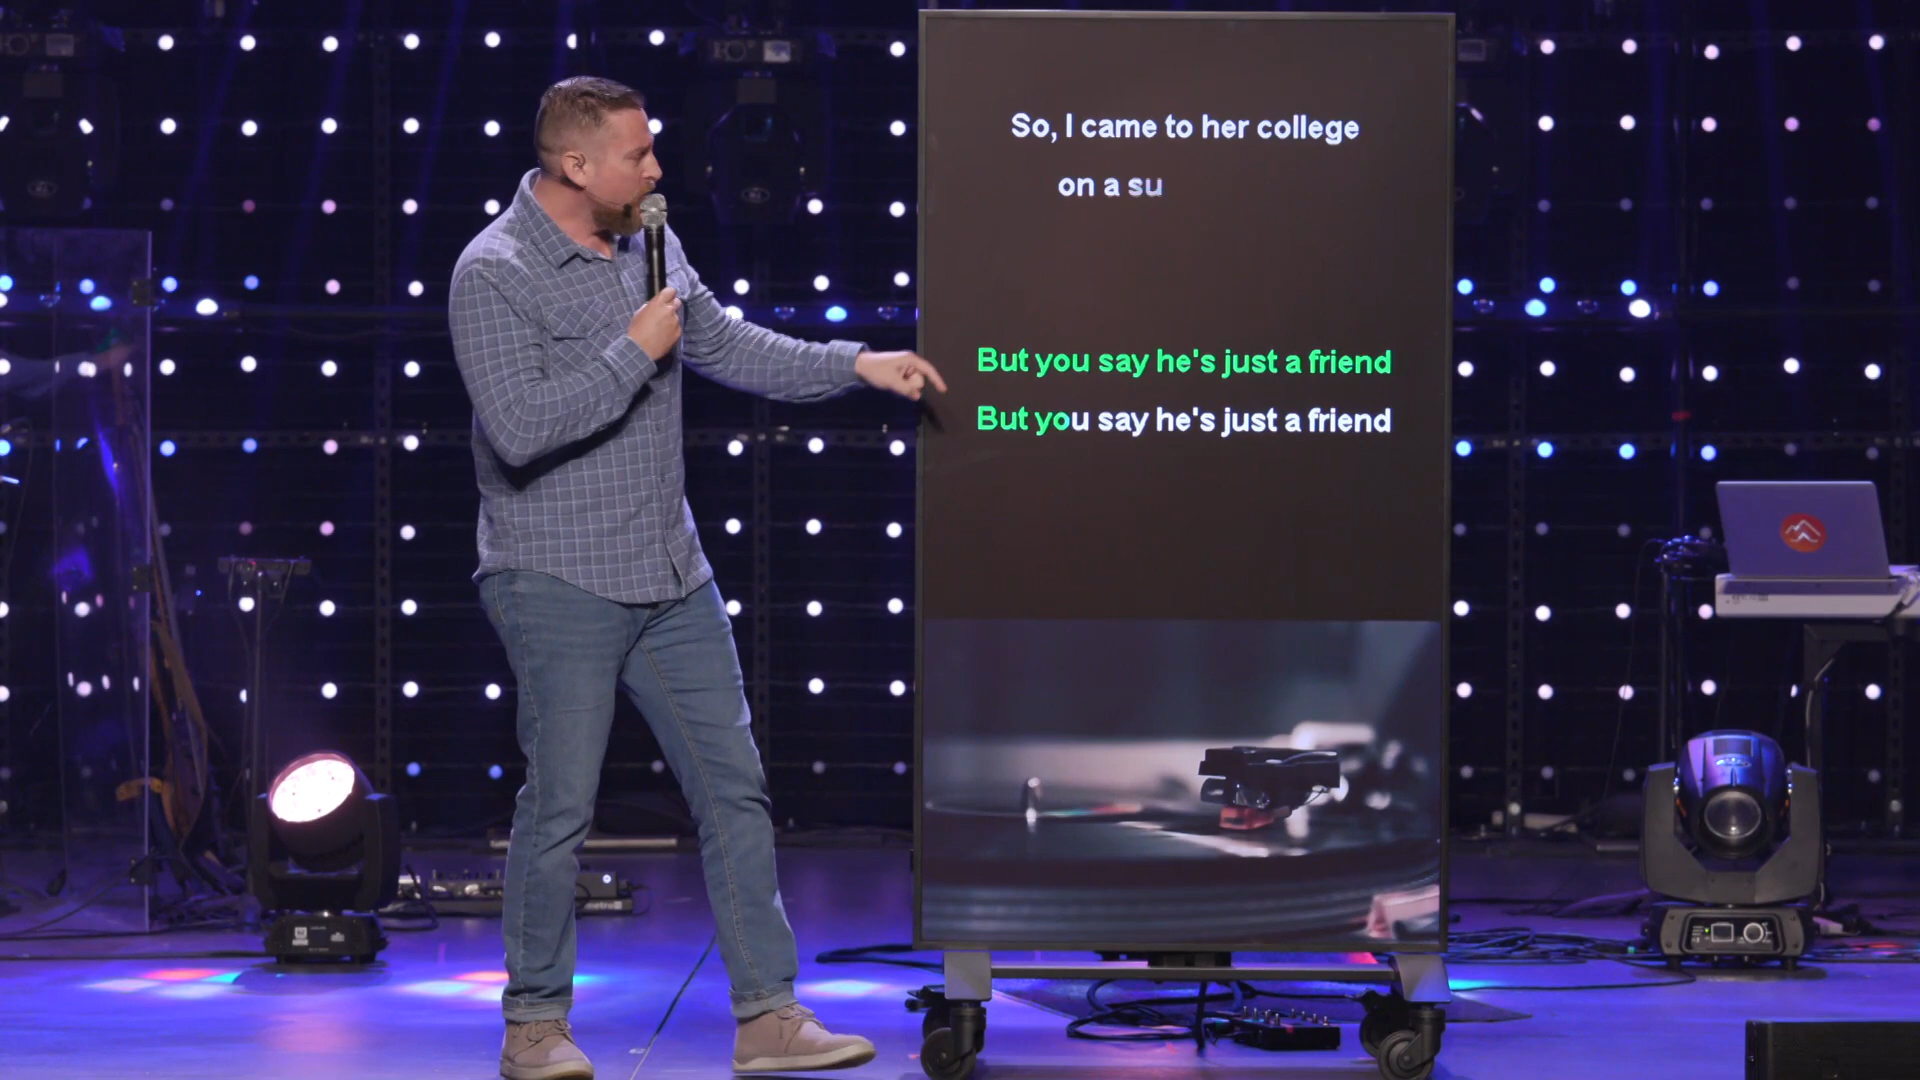 So, I came to her college
on a su
But you say he's just a friend
But you say he's just a friend